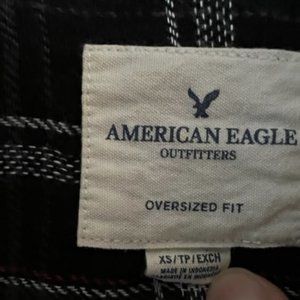 AMERICAN EAGLE
OUTFITTERS
OVERSIZED FIT
XS/TP/EXCH
MADE IN INDONESIA